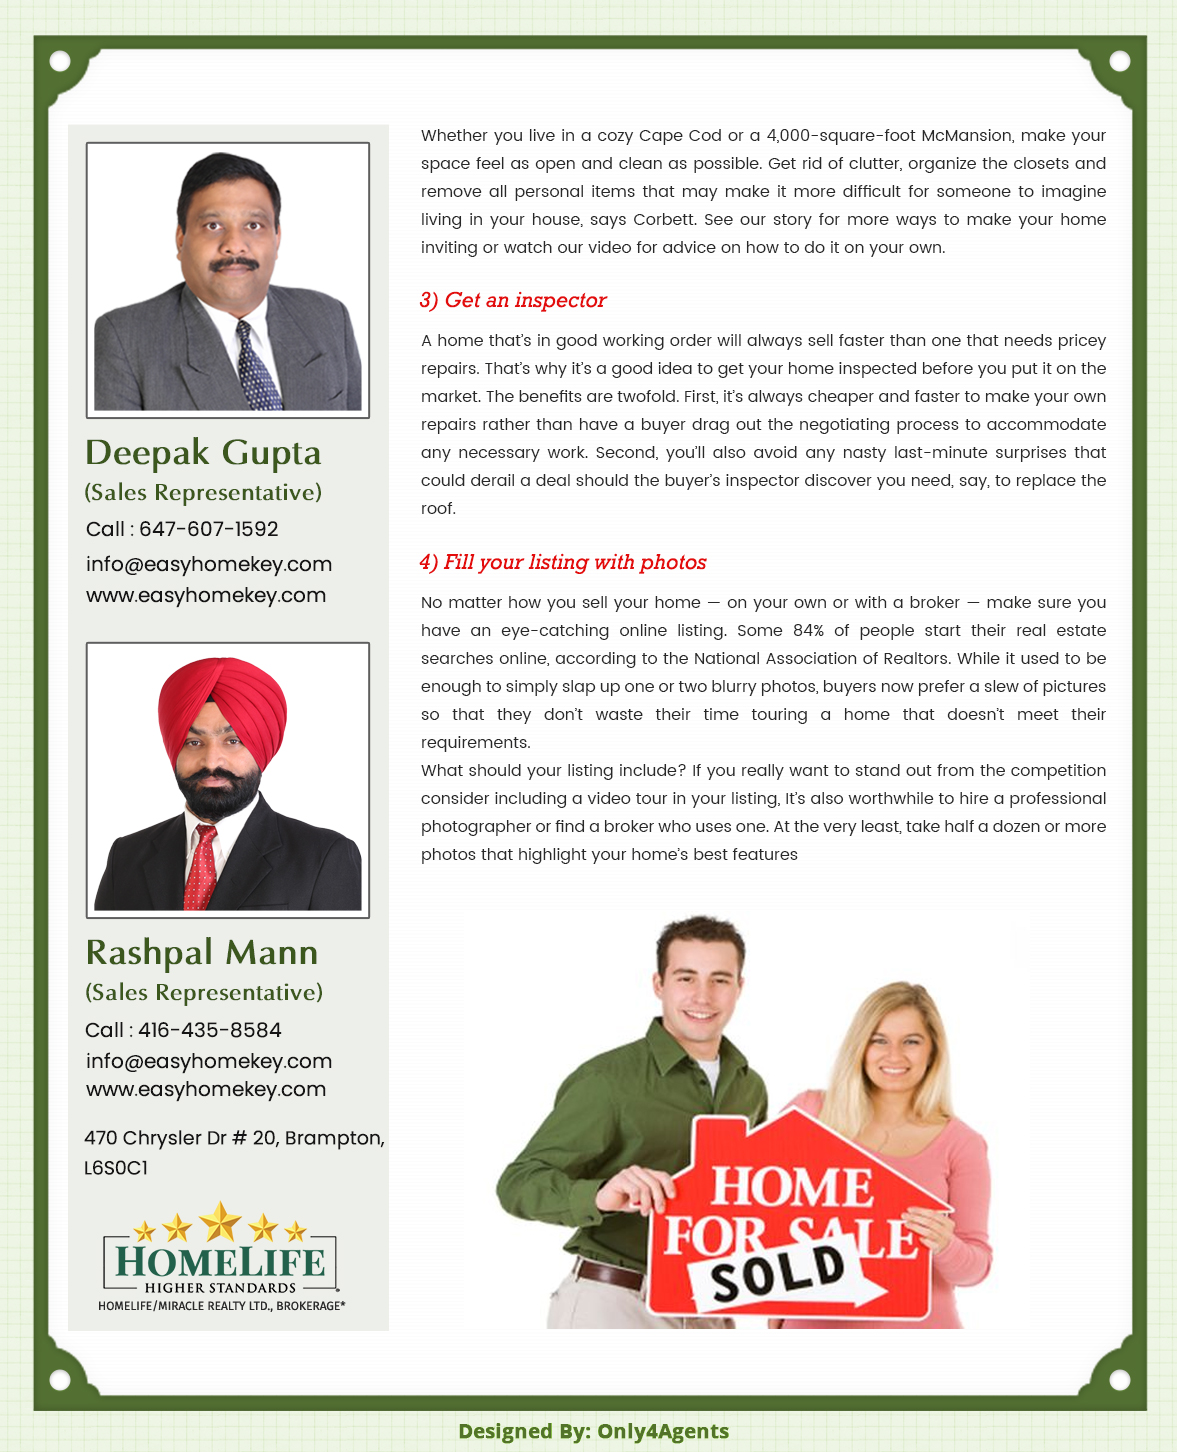 Deepak Gupta
(Sales Representative)
Call : 647-607-1592
info@easyhomekey.com
www.easyhomekey.com
Rashpal Mann
(Sales Representative)
Call : 416-435-8584
info@easyhomekey.com
www.easyhomekey.com
470 Chrysler Dr # 20, Brampton,
L6S0C1
HOMELIFE
HIGHER STANDARDS
HOMELIFE/MIRACLE REALTY LTD., BROKERAGE*
Whether you live in a cozy Cape Cod or a 4,000-square-foot McMansion, make your
space feel as open and clean as possible. Get rid of clutter, organize the closets and
remove all personal items that may make it more difficult for someone to imagine
living in your house, says Corbett. See our story for more ways to make your home
inviting or watch our video for advice on how to do it on your own.
3) Get an inspector
A home that’s in good working order will always sell faster than one that needs pricey
repairs. That’s why it’s a good idea to get your home inspected before you put it on the
market. The benefits are twofold. First, it’s always cheaper and faster to make your own
repairs rather than have a buyer drag out the negotiating process to accommodate
any necessary work. Second, you’ll also avoid any nasty last-minute surprises that
could derail a deal should the buyer’s inspector discover you need, say, to replace the
roof.
4) Fill your listing with photos
No matter how you sell your home — on your own or with a broker — make sure you
have an eye-catching online listing. Some 84% of people start their real estate
searches online, according to the National Association of Realtors. While it used to be
enough to simply slap up one or two blurry photos, buyers now prefer a slew of pictures
so that they don’t waste their time touring a home that doesn’t meet their
requirements.
What should your listing include? If you really want to stand out from the competition
consider including a video tour in your listing, It’s also worthwhile to hire a professional
photographer or find a broker who uses one. At the very least, take half a dozen or more
photos that highlight your home’s best features
HOME
FOR SALE
SOLD
Designed By: Only4Agents